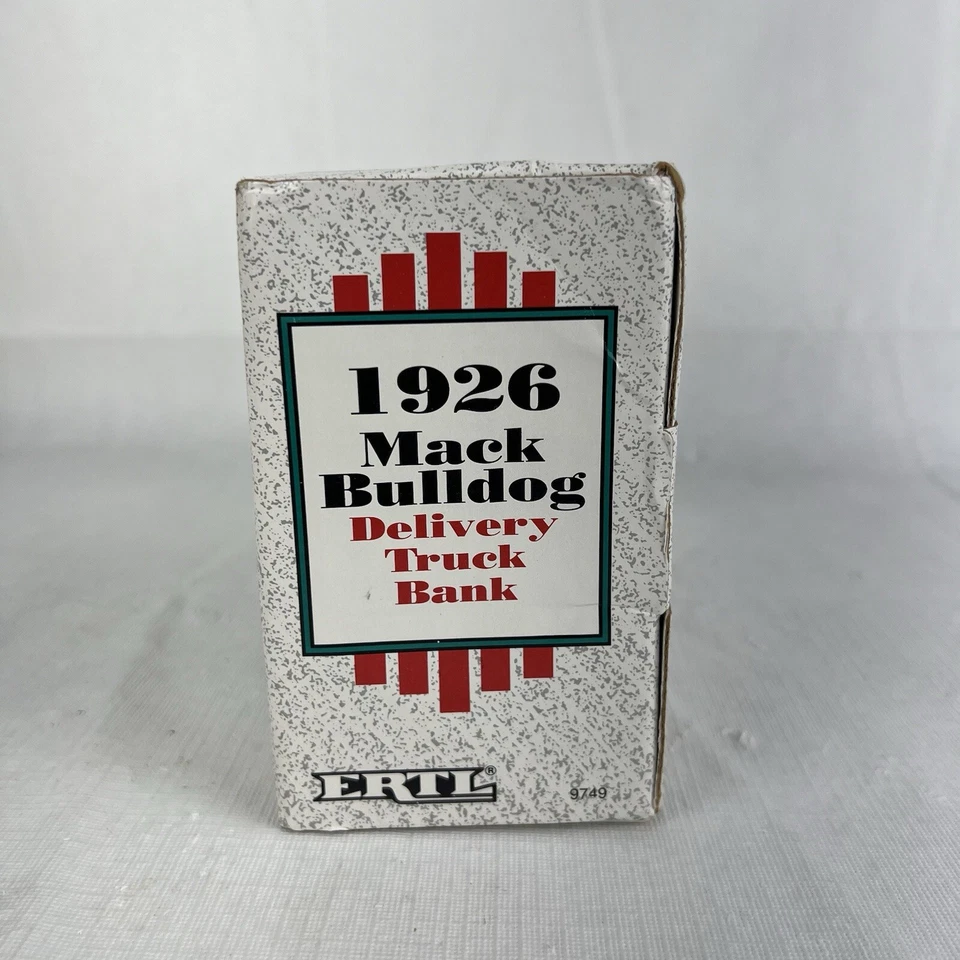 1926
Mack
Bulldog
Delivery
Truck
Bank
ERTL®
9749